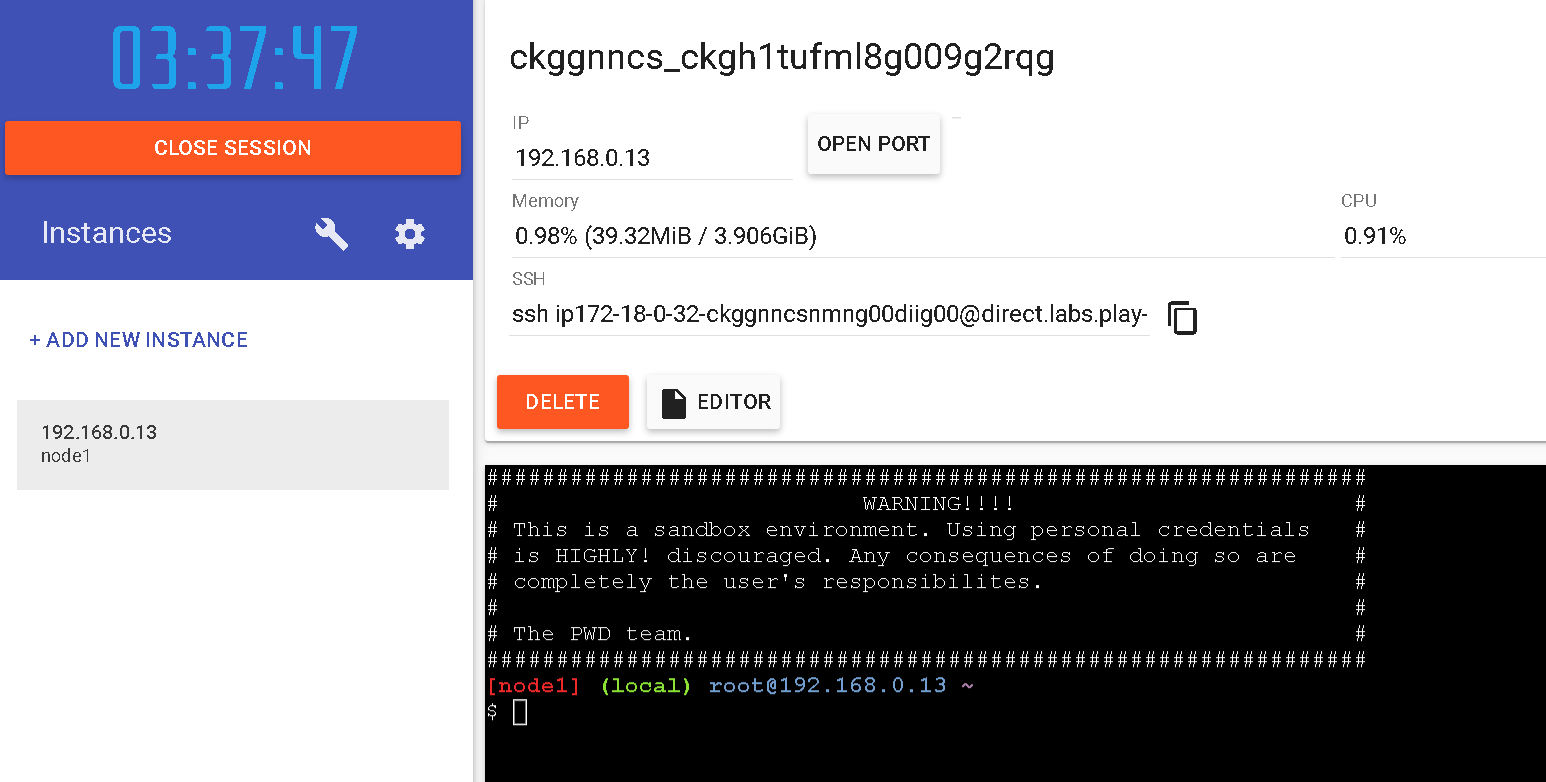 03:37:47
CLOSE SESSION
Instances
+ ADD NEW INSTANCE
192.168.0.13
node1
ckggnncs_ckgh1tufml8g009g2rqg
IP
192.168.0.13
OPEN PORT
Memory
0.98% (39.32MiB / 3.906GiB)
CPU
0.91%
SSH
ssh ip172-18-0-32-ckggnncsnmng00diig00@direct.labs.play-
DELETE
EDITOR
###############################################################
#                          WARNING!!!!                        #
# This is a sandbox environment. Using personal credentials   #
# is HIGHLY! discouraged. Any consequences of doing so are    #
# completely the user's responsibilites.                      #
#                                                             #
# The PWD team.                                               #
###############################################################
[node1] (local) root@192.168.0.13 ~
$